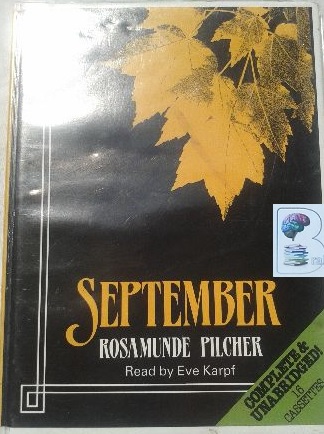 SEPTEMBER
ROSAMUNDE PILCHER
Read by Eve Karpf
COMPLETE &
UNABRIDGED!
16
CASSETTES